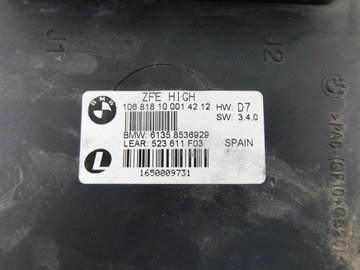 J1
J2
BMW
ZFE HIGH
106 818 10 001 42 12 HW: D7
SW: 3.4.0
BMW: 6135 8536929
LEAR: 523 611 F03 SPAIN
L
1650009731